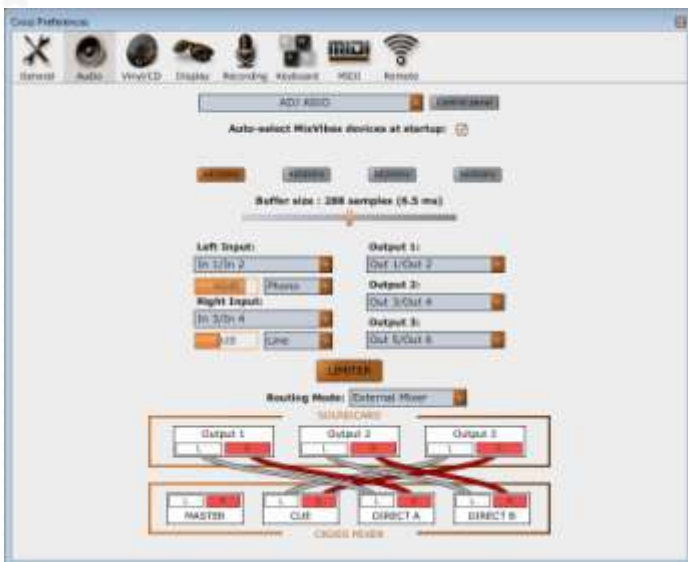 Cross Preferences
General Audio Vinyl/CD Display Recording Keyboard MIDI Remote
ADJ ASIO Control panel
Auto-select MixVibes devices at startup:
Buffer size : 288 samples (6.5 ms)
Left Input: Output 1:
In 1/In 2 Out 1/Out 2
Phono Output 2:
Right Input: Out 3/Out 4
In 3/In 4 Output 3:
Line Out 5/Out 6
LIMITER
Routing Mode: External Mixer
SOUNDCARD
Output 1 Output 2 Output 3
L R L R L R
L R L R L R L R
MASTER CUE DIRECT A DIRECT B
CROSS MIXER